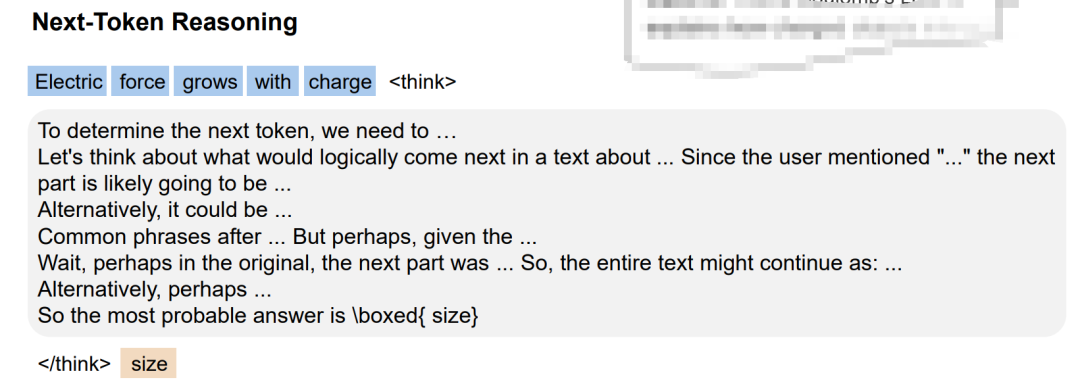 Next-Token Reasoning
Electric force grows with charge <think>
To determine the next token, we need to …
Let's think about what would logically come next in a text about ... Since the user mentioned "..." the next
part is likely going to be ...
Alternatively, it could be ...
Common phrases after ... But perhaps, given the ...
Wait, perhaps in the original, the next part was ... So, the entire text might continue as: ...
Alternatively, perhaps ...
So the most probable answer is \boxed{ size}
</think> size